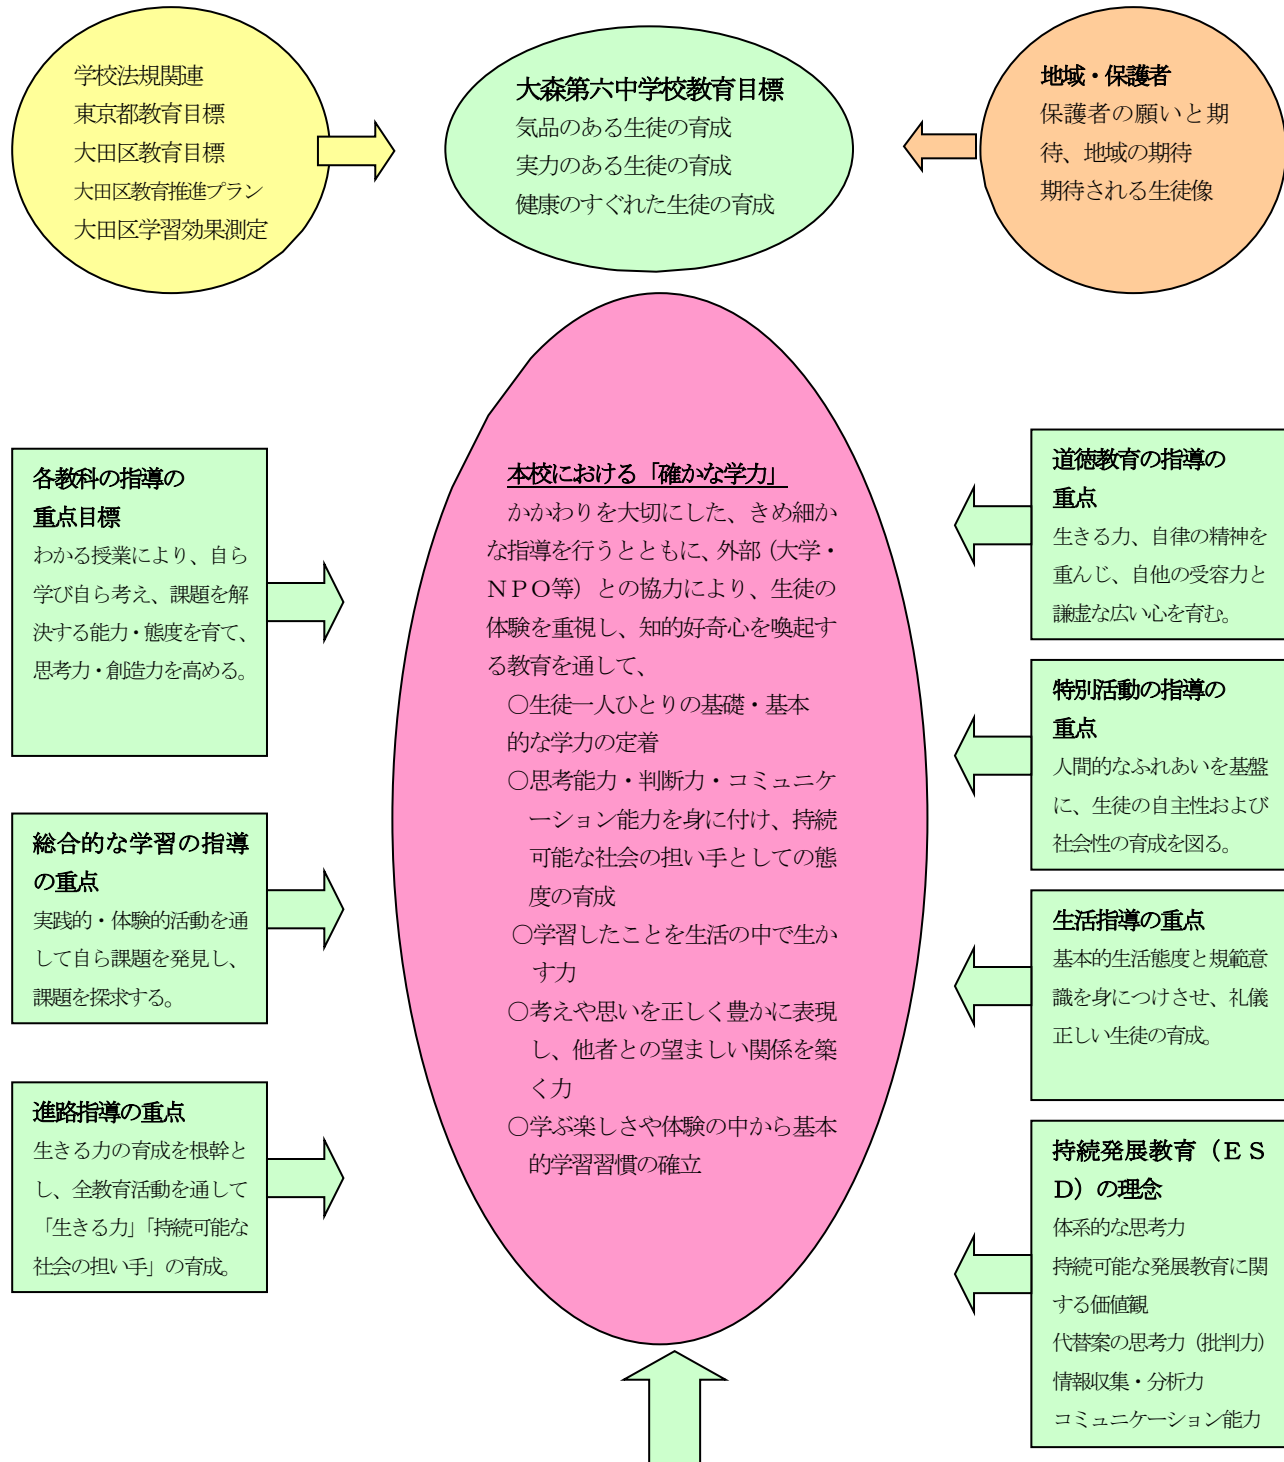 学校法規関連
東京都教育目標
大田区教育目標
大田区教育推進プラン
大田区学習効果測定
大森第六中学校教育目標
気品のある生徒の育成
実力のある生徒の育成
健康のすぐれた生徒の育成
地域・保護者
保護者の願いと期
待、地域の期待
期待される生徒像
各教科の指導の
重点目標
わかる授業により、自ら
学び自ら考え、課題を解
決する能力・態度を育て、
思考力・創造力を高める。
総合的な学習の指導
の重点
実践的・体験的活動を通
して自ら課題を発見し、
課題を探求する。
進路指導の重点
生きる力の育成を根幹と
し、全教育活動を通して
「生きる力」「持続可能な
社会の担い手」の育成。
本校における「確かな学力」
かかわりを大切にした、きめ細か
な指導を行うとともに、外部（大学・
ＮＰＯ等）との協力により、生徒の
体験を重視し、知的好奇心を喚起す
る教育を通して、
○生徒一人ひとりの基礎・基本
的な学力の定着
○思考能力・判断力・コミュニケ
ーション能力を身に付け、持続
可能な社会の担い手としての態
度の育成
○学習したことを生活の中で生か
す力
○考えや思いを正しく豊かに表現
し、他者との望ましい関係を築
く力
○学ぶ楽しさや体験の中から基本
的学習習慣の確立
道徳教育の指導の
重点
生きる力、自律の精神を
重んじ、自他の受容力と
謙虚な広い心を育む。
特別活動の指導の
重点
人間的なふれあいを基盤
に、生徒の自主性および
社会性の育成を図る。
生活指導の重点
基本的生活態度と規範意
識を身につけさせ、礼儀
正しい生徒の育成。
持続発展教育（ＥＳ
Ｄ）の理念
体系的な思考力
持続可能な発展教育に関
する価値観
代替案の思考力（批判力）
情報収集・分析力
コミュニケーション能力